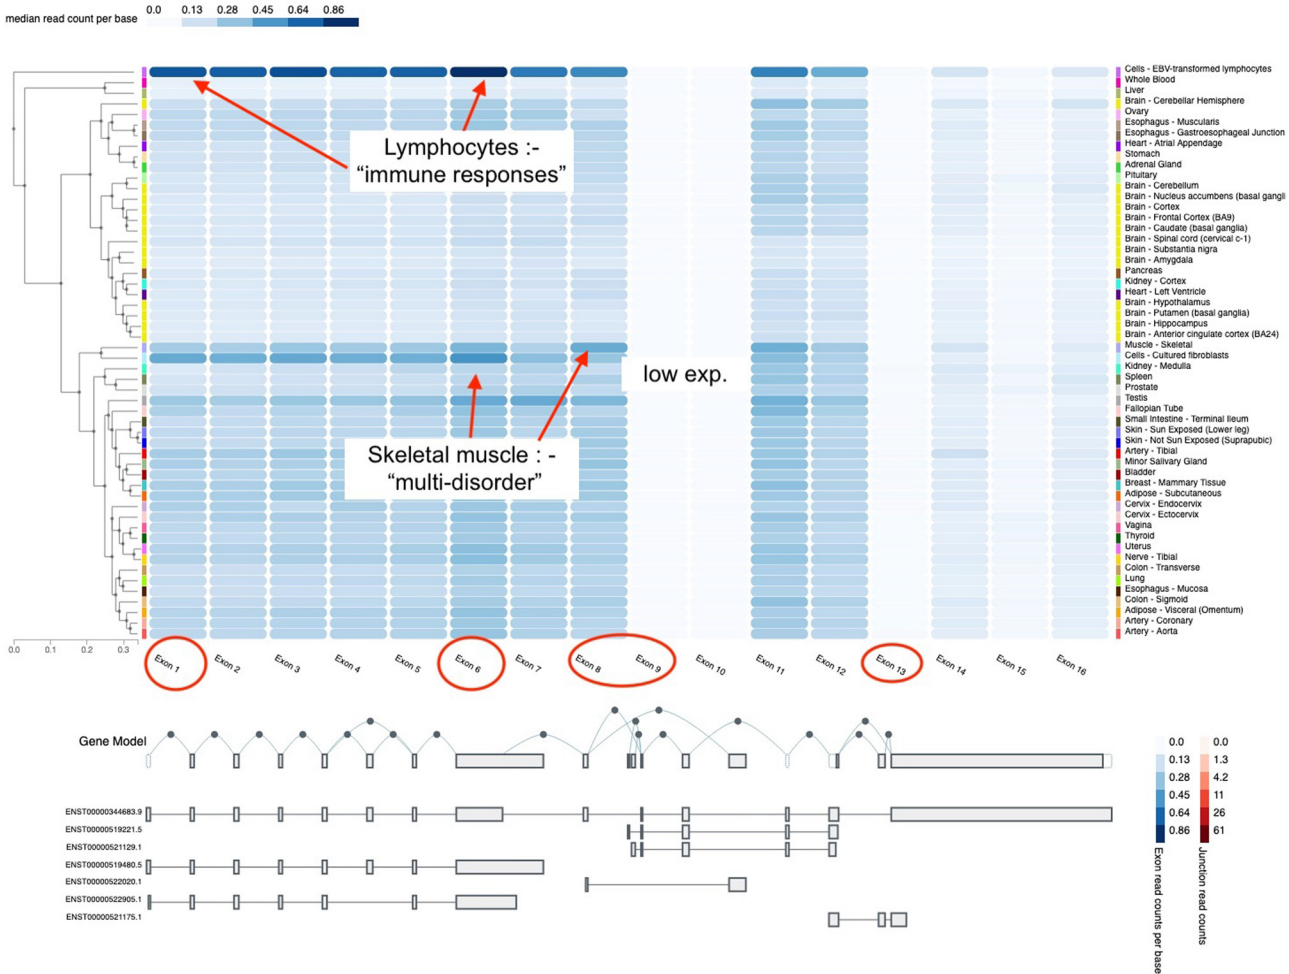 median read count per base
0.0 0.13 0.28 0.45 0.64 0.86
Cells - EBV-transformed lymphocytes
Whole Blood
Liver
Brain - Cerebellar Hemisphere
Ovary
Esophagus - Muscularis
Esophagus - Gastroesophageal Junction
Heart - Atrial Appendage
Stomach
Adrenal Gland
Pituitary
Brain - Cerebellum
Brain - Nucleus accumbens (basal gangli
Brain - Cortex
Brain - Frontal Cortex (BA9)
Brain - Caudate (basal ganglia)
Brain - Spinal cord (cervical c-1)
Brain - Substantia nigra
Brain - Amygdala
Pancreas
Kidney - Cortex
Heart - Left Ventricle
Brain - Hypothalamus
Brain - Putamen (basal ganglia)
Brain - Hippocampus
Brain - Anterior cingulate cortex (BA24)
Muscle - Skeletal
Cells - Cultured fibroblasts
Kidney - Medulla
Spleen
Prostate
Testis
Fallopian Tube
Small Intestine - Terminal Ileum
Skin - Sun Exposed (Lower leg)
Skin - Not Sun Exposed (Suprapubic)
Artery - Tibial
Minor Salivary Gland
Bladder
Breast - Mammary Tissue
Adipose - Subcutaneous
Cervix - Endocervix
Cervix - Ectocervix
Vagina
Thyroid
Uterus
Nerve - Tibial
Colon - Transverse
Lung
Esophagus - Mucosa
Colon - Sigmoid
Adipose - Visceral (Omentum)
Artery - Coronary
Artery - Aorta
Lymphocytes :-
“immune responses”
low exp.
Skeletal muscle : -
“multi-disorder”
0.0 0.1 0.2 0.3
Exon 1 Exon 2 Exon 3 Exon 4 Exon 5 Exon 6 Exon 7 Exon 8 Exon 9 Exon 10 Exon 11 Exon 12 Exon 13 Exon 14 Exon 15 Exon 16
Gene Model
ENST00000344683.9
ENST00000519221.5
ENST00000521129.1
ENST00000519480.5
ENST00000522020.1
ENST00000522905.1
ENST00000521175.1
0.0 0.0
0.13 1.3
0.28 4.2
0.45 11
0.64 26
0.86 61
Exon read counts per base
Junction read counts